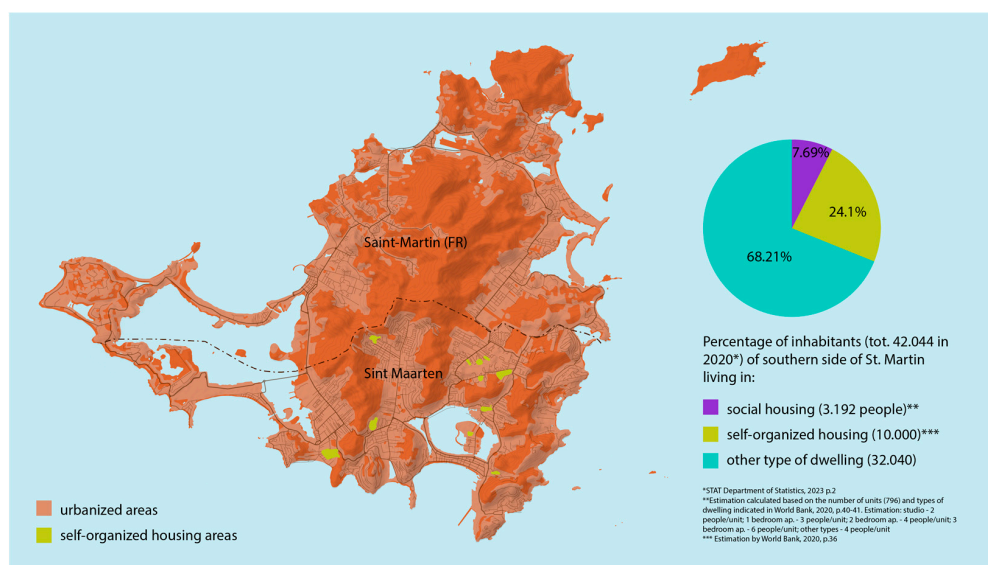 Saint-Martin (FR)
Sint Maarten
urbanized areas
self-organized housing areas
7.69%
24.1%
68.21%
Percentage of inhabitants (tot. 42.044 in
2020*) of southern side of St. Martin
living in:
social housing (3.192 people)**
self-organized housing (10.000)***
other type of dwelling (32.040)
*STAT Department of Statistics, 2023 p.2
**Estimation calculated based on the number of units (796) and types of
dwelling indicated in World Bank, 2020, p.40-41. Estimation: studio - 2
people/unit; 1 bedroom ap. - 3 people/unit; 2 bedroom ap. - 4 people/unit; 3
bedroom ap. - 6 people/unit; other types - 4 people/unit
*** Estimation by World Bank, 2020, p.36